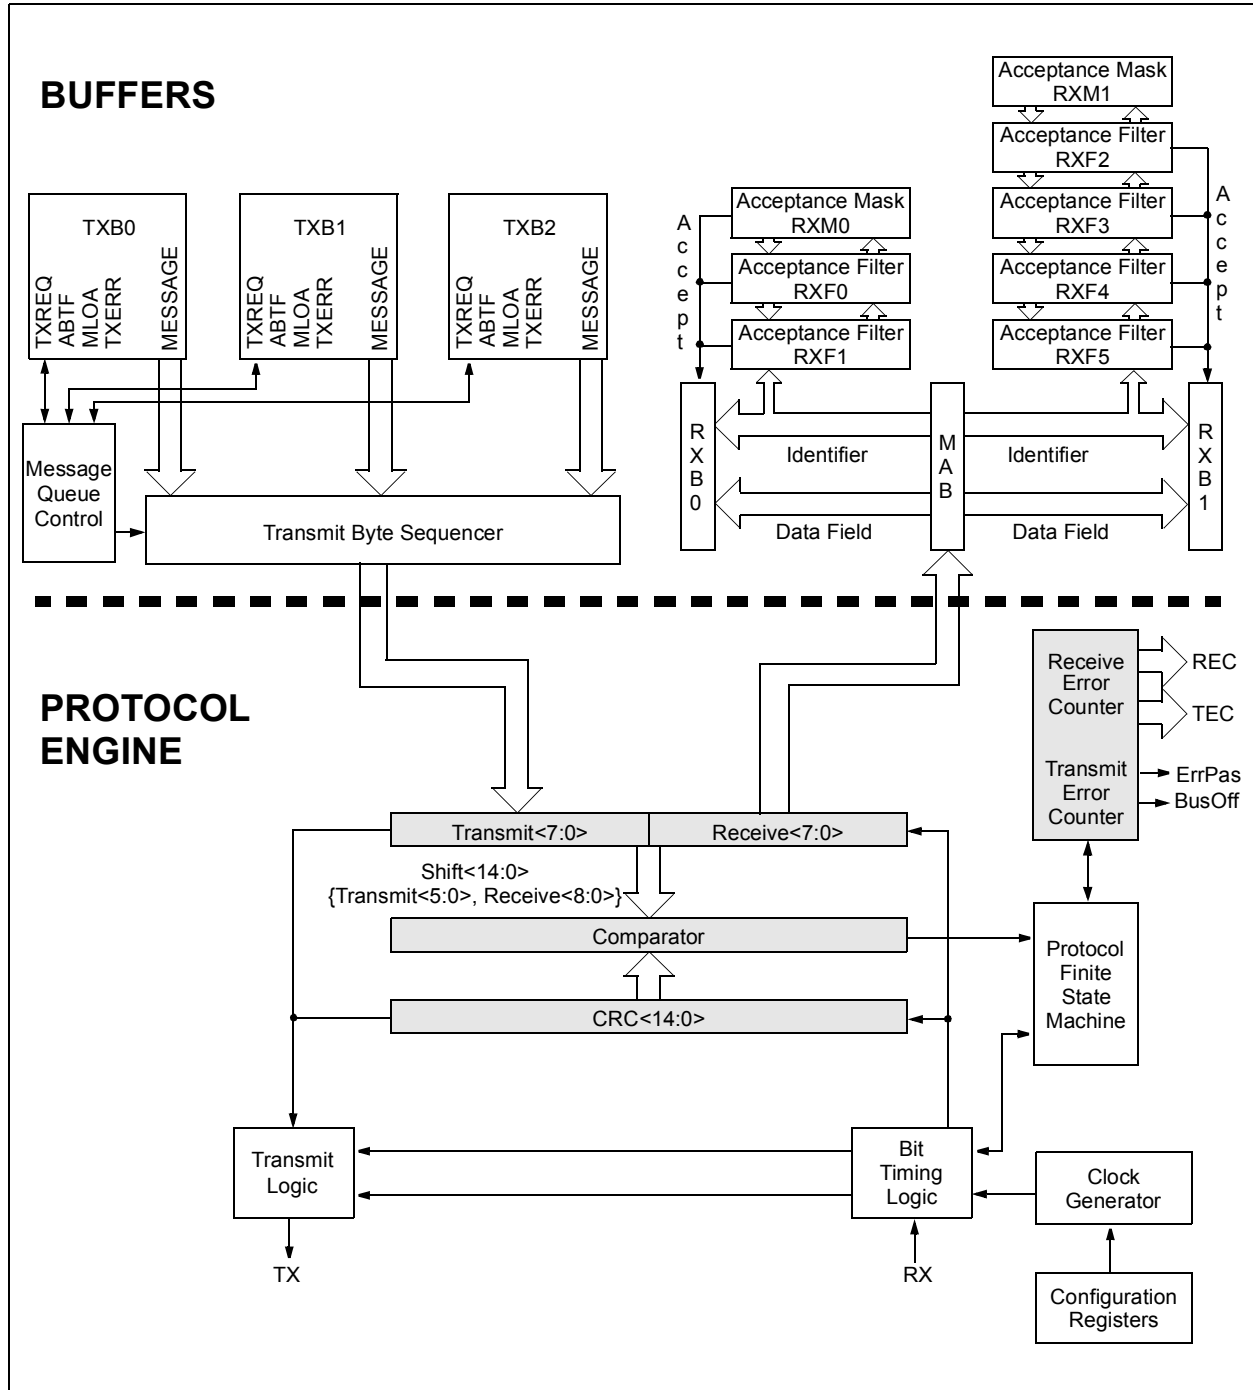 BUFFERS
Acceptance Mask
RXM1
Acceptance Filter
RXF2
Acceptance Filter
RXF3
Acceptance Filter
RXF4
Acceptance Filter
RXF5
Accept
Acceptance Mask
RXM0
Acceptance Filter
RXF0
Acceptance Filter
RXF1
Accept
TXB0
TXREQ
ABTF
MLOA
TXERR
MESSAGE
TXB1
TXREQ
ABTF
MLOA
TXERR
MESSAGE
TXB2
TXREQ
ABTF
MLOA
TXERR
MESSAGE
Message
Queue
Control
Transmit Byte Sequencer
RXB0
Identifier
Data Field
MAB
Identifier
Data Field
RXB1
PROTOCOL
ENGINE
Receive
Error
Counter
Transmit
Error
Counter
REC
TEC
ErrPas
BusOff
Transmit<7:0>
Receive<7:0>
Shift<14:0>
{Transmit<5:0>, Receive<8:0>}
Comparator
CRC<14:0>
Protocol
Finite
State
Machine
Transmit
Logic
Bit
Timing
Logic
Clock
Generator
TX
RX
Configuration
Registers